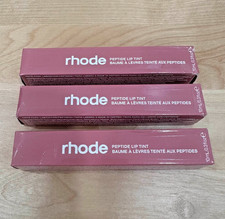 rhode
PEPTIDE LIP TINT
BAUME À LÈVRES TEINTÉ AUX PEPTIDES
rhode
PEPTIDE LIP TINT
BAUME À LÈVRES TEINTÉ AUX PEPTIDES
rhode
PEPTIDE LIP TINT
BAUME À LÈVRES TEINTÉ AUX PEPTIDES